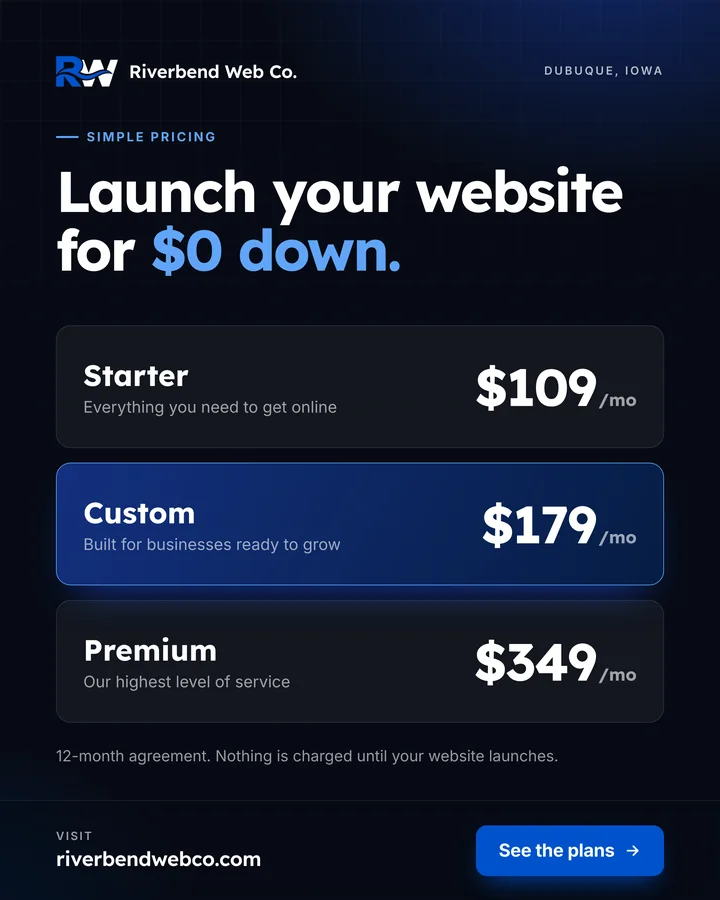 RW Riverbend Web Co.
DUBUQUE, IOWA
SIMPLE PRICING
Launch your website
for $0 down.
Starter
Everything you need to get online
$109/mo
Custom
Built for businesses ready to grow
$179/mo
Premium
Our highest level of service
$349/mo
12-month agreement. Nothing is charged until your website launches.
VISIT
riverbendwebco.com
See the plans →